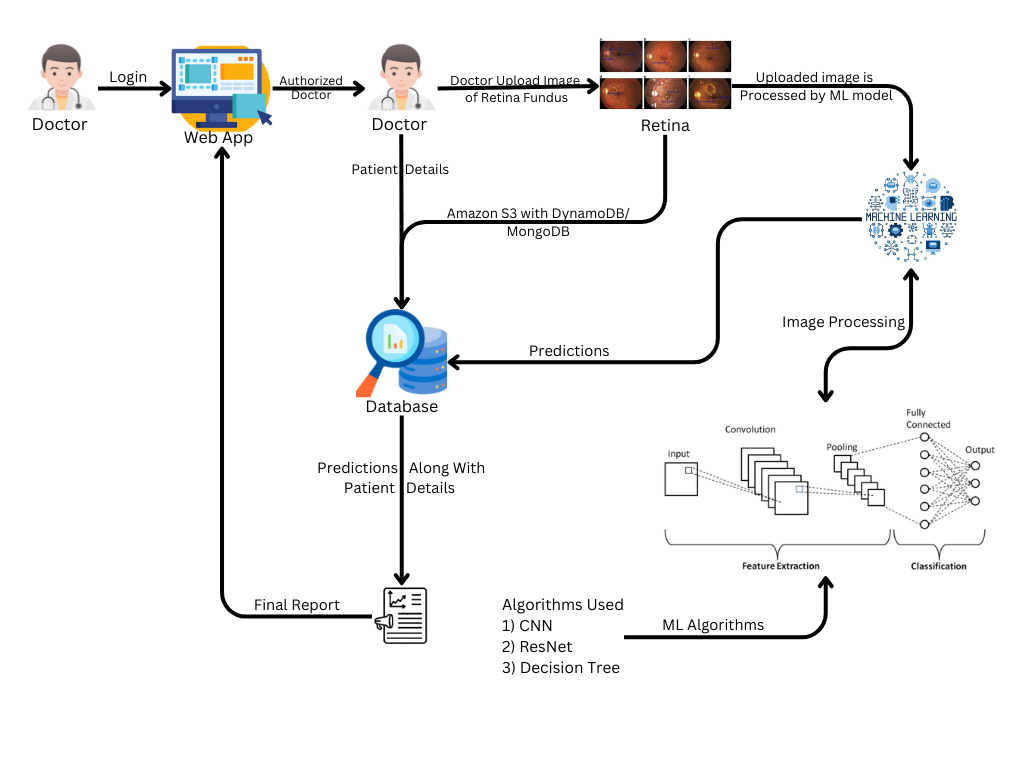 Login
Authorized
Doctor
Doctor Upload Image
of Retina Fundus
Uploaded image is
Processed by ML model
Doctor
Web App
Doctor
Retina
Patient Details
Amazon S3 with DynamoDB/
MongoDB
MACHINE LEARNING
Image Processing
Predictions
Database
Predictions Along With
Patient Details
Fully
Connected
Convolution
Pooling
Output
Input
Feature Extraction
Classification
Final Report
Algorithms Used
1) CNN
2) ResNet
3) Decision Tree
ML Algorithms